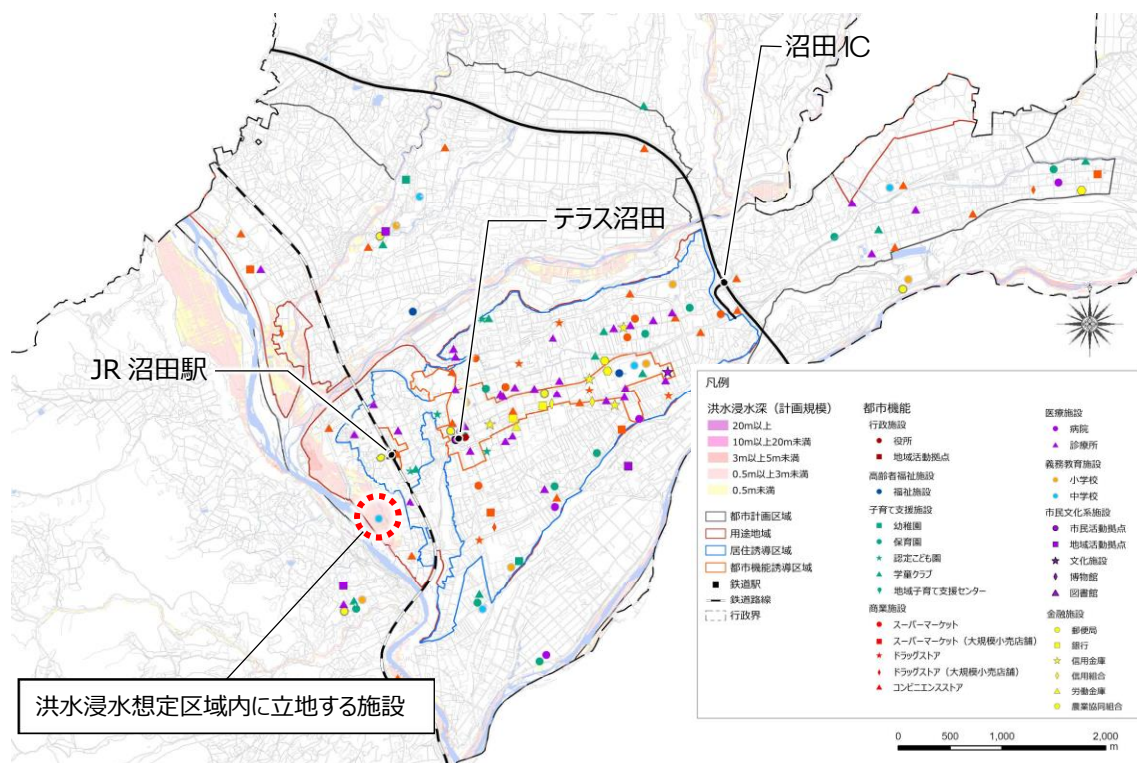 沼田IC
テラス沼田
JR 沼田駅
洪水浸水想定区域内に立地する施設
凡例
洪水浸水深（計画規模）
20m以上
10m以上20m未満
3m以上5m未満
0.5m以上3m未満
0.5m未満
都市計画区域
用途地域
居住誘導区域
都市機能誘導区域
鉄道駅
鉄道路線
行政界
都市機能
行政施設
役所
地域活動拠点
高齢者福祉施設
福祉施設
子育て支援施設
幼稚園
保育園
認定こども園
学童クラブ
地域子育て支援センター
商業施設
スーパーマーケット
スーパーマーケット（大規模小売店舗）
ドラッグストア
ドラッグストア（大規模小売店舗）
コンビニエンスストア
医療施設
病院
診療所
義務教育施設
小学校
中学校
市民文化系施設
市民活動拠点
地域活動拠点
文化施設
博物館
図書館
金融施設
郵便局
銀行
信用金庫
信用組合
労働金庫
農業協同組合
0 500 1,000 2,000
m